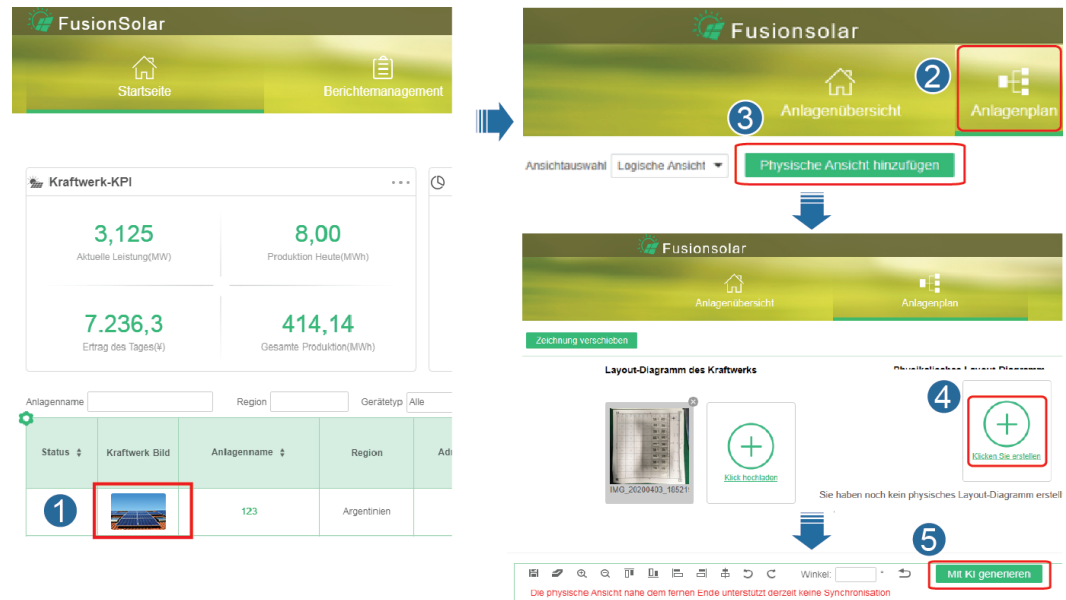 FusionSolar
Startseite
Berichtemanagement
Kraftwerk-KPI
3,125
Aktuelle Leistung(MW)
8,00
Produktion Heute(MWh)
7.236,3
Ertrag des Tages(¥)
414,14
Gesamte Produktion(MWh)
Anlagenname
Region
Gerätetyp Alle
Status
Kraftwerk Bild
Anlagenname
Region
1
123
Argentinien
Fusionsolar
2
Anlagenübersicht
Anlagenplan
3
Ansichtauswahl Logische Ansicht
Physische Ansicht hinzufügen
Fusionsolar
Anlagenübersicht
Anlagenplan
Zeichnung verschieben
Layout-Diagramm des Kraftwerks
Physikalisches Layout-Diagramm
4
Klick hochladen
Klicken Sie erstellen
Sie haben noch kein physisches Layout-Diagramm erstell
5
Winkel: °
Mit KI generieren
Die physische Ansicht nahe dem fernen Ende unterstützt derzeit keine Synchronisation